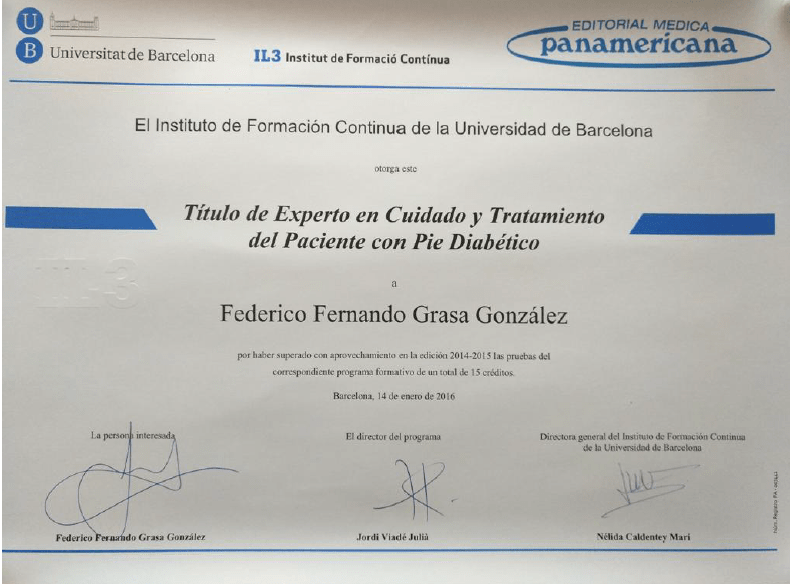 U
B
Universitat de Barcelona
IL3 Institut de Formació Contínua
EDITORIAL MEDICA
panamericana
El Instituto de Formación Continua de la Universidad de Barcelona
otorga este
Título de Experto en Cuidado y Tratamiento
del Paciente con Pie Diabético
a
Federico Fernando Grasa González
por haber superado con aprovechamiento en la edición 2014-2015 las pruebas del
correspondiente programa formativo de un total de 15 créditos.
Barcelona, 14 de enero de 2016
La persona interesada
El director del programa
Directora general del Instituto de Formación Continua
de la Universidad de Barcelona
Federico Fernando Grasa González
Jordi Viadé Julià
Nélida Caldentey Mari